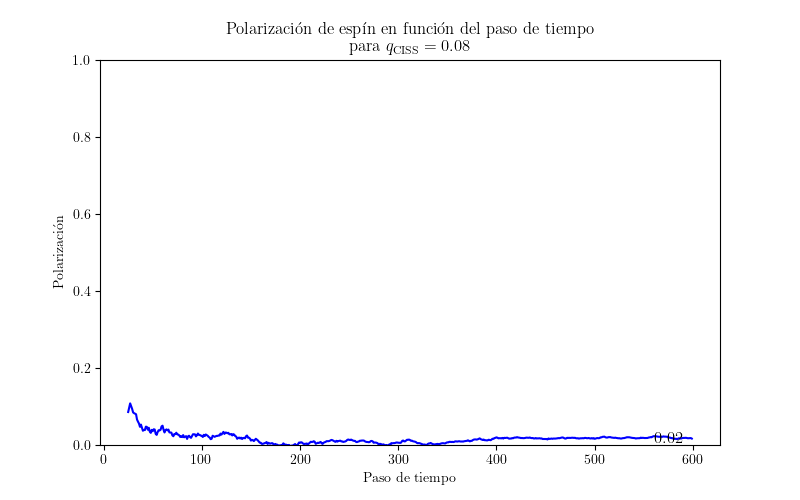 Polarización de espín en función del paso de tiempo
para q_CISS = 0.08
1.0
0.8
0.6
0.4
0.2
0.0
Polarización
0.02
0 100 200 300 400 500 600
Paso de tiempo